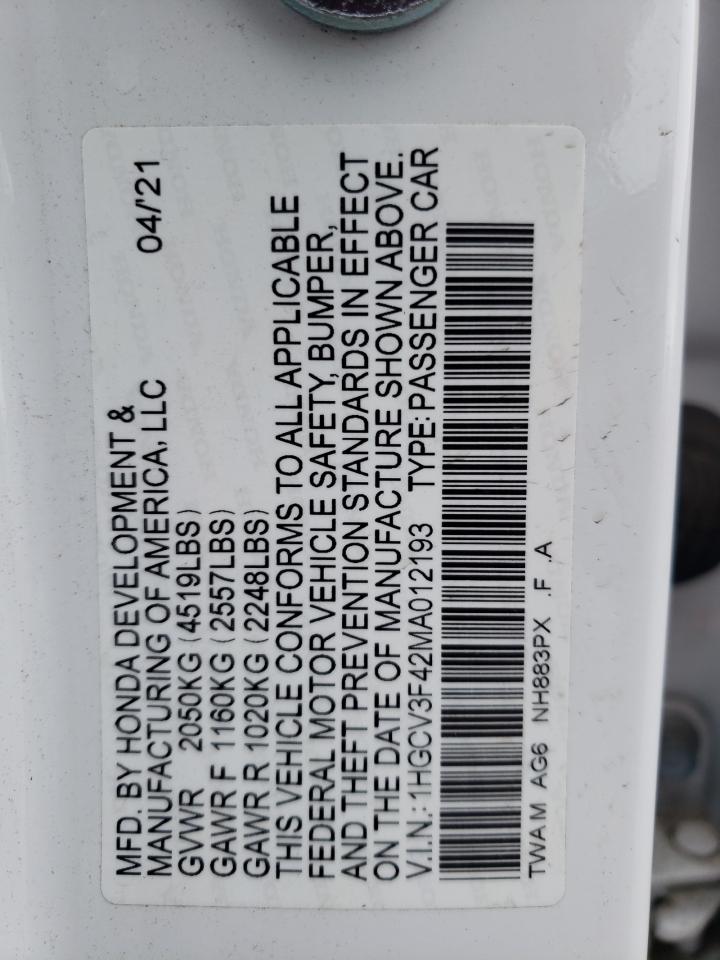 MFD. BY HONDA DEVELOPMENT & 04/'21
MANUFACTURING OF AMERICA, LLC
GVWR 2050KG (4519LBS)
GAWR F 1160KG (2557LBS)
GAWR R 1020KG (2248LBS)
THIS VEHICLE CONFORMS TO ALL APPLICABLE
FEDERAL MOTOR VEHICLE SAFETY, BUMPER,
AND THEFT PREVENTION STANDARDS IN EFFECT
ON THE DATE OF MANUFACTURE SHOWN ABOVE.
V.I.N.:1HGCV3F42MA012193 TYPE:PASSENGER CAR
TWAM AG6 NH883PX .F .A